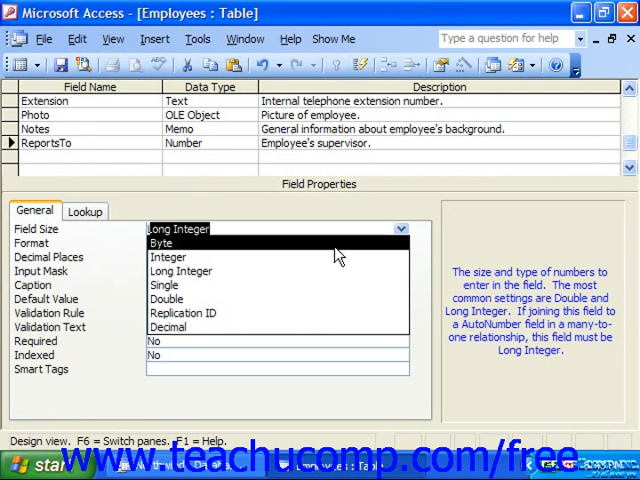 Microsoft Access - [Employees : Table]
File Edit View Insert Tools Window Help Show Me Type a question for help
Field Name Data Type Description
Extension Text Internal telephone extension number.
Photo OLE Object Picture of employee.
Notes Memo General information about employee's background.
ReportsTo Number Employee's supervisor.
Field Properties
General Lookup
Field Size Long Integer
Format Byte
Decimal Places Integer
Input Mask Long Integer
Caption Single
Default Value Double
Validation Rule Replication ID
Validation Text Decimal
Required No
Indexed No
Smart Tags
The size and type of numbers to
enter in the field. The most
common settings are Double and
Long Integer. If joining this field to
a AutoNumber field in a many-to-
one relationship, this field must be
Long Integer.
Design view. F6 = Switch panes. F1 = Help.
start
www.teachucomp.com/free